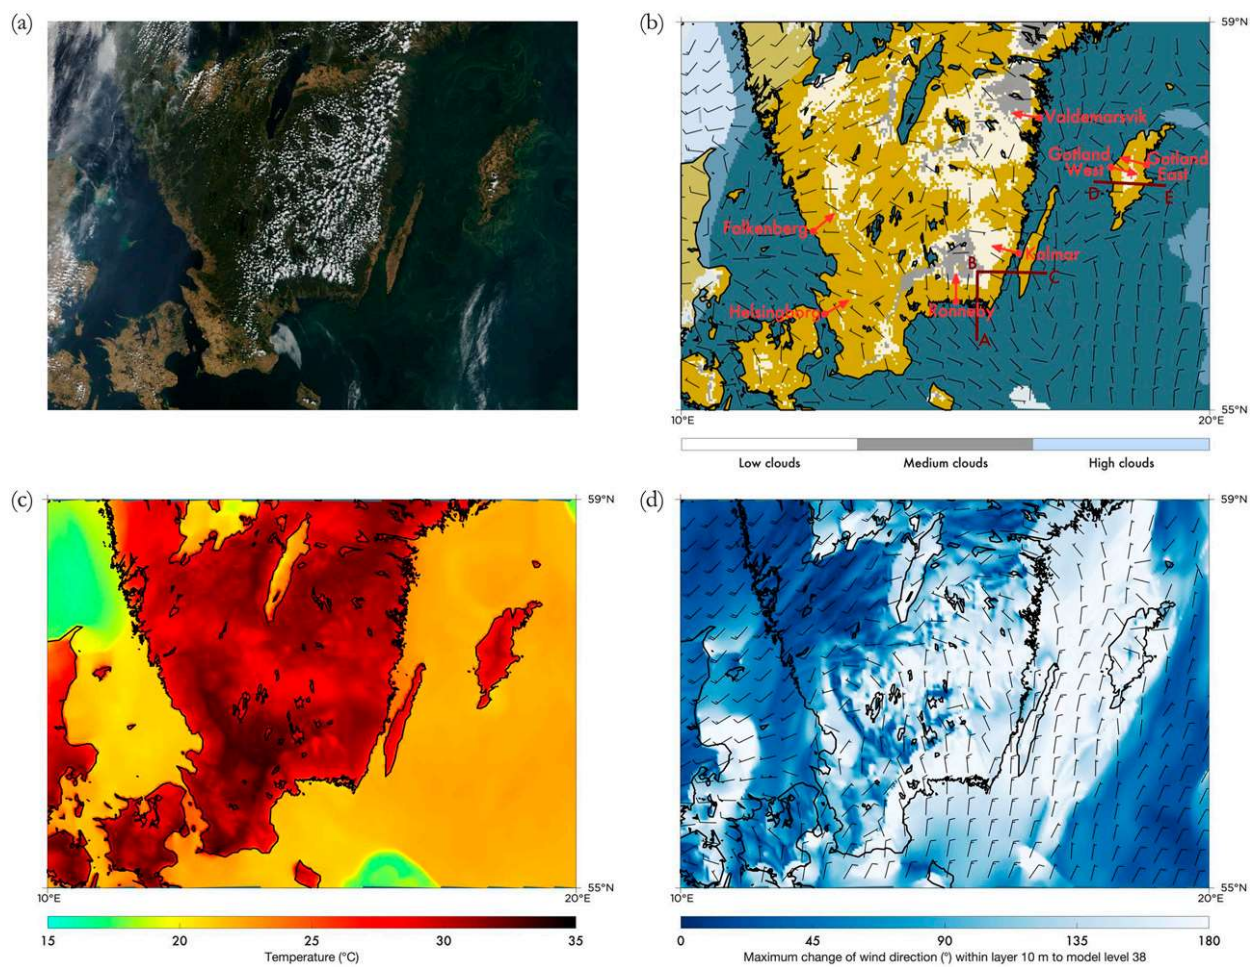 (a)
(b)
59°N
Valdemarsvik
Gotland West
Gotland East
D
E
Falkenberg
Kalmar
B
C
Helsingborg
Ronneby
A
55°N
10°E
20°E
Low clouds
Medium clouds
High clouds
(c)
59°N
(d)
59°N
55°N
55°N
10°E
20°E
10°E
20°E
15
20
25
30
35
Temperature (°C)
0
45
90
135
180
Maximum change of wind direction (°) within layer 10 m to model level 38